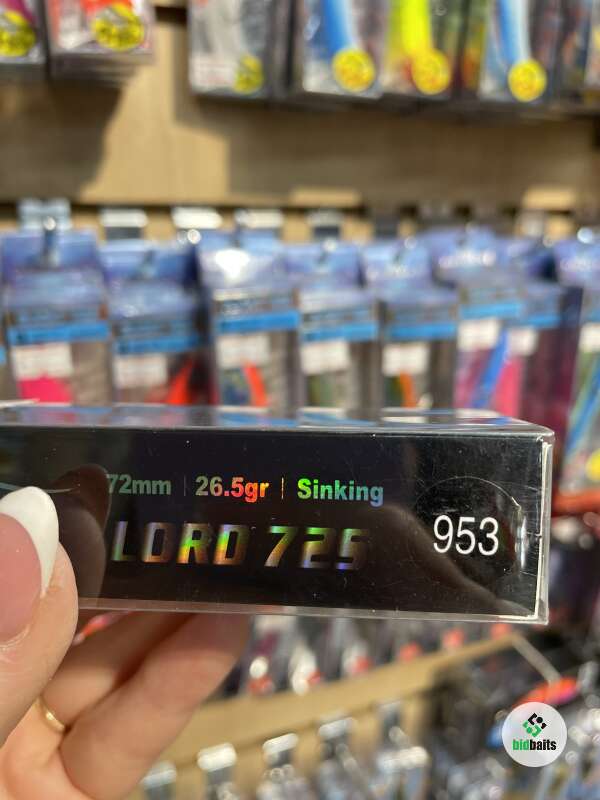 72mm | 26.5gr | Sinking
LORD 72S
953
bidbaits